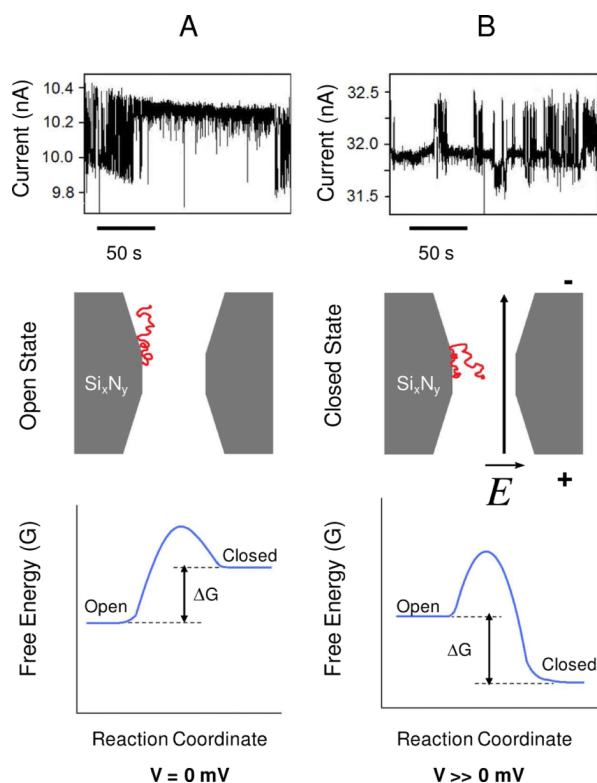 A
B
Current (nA)
10.4
10.2
10.0
9.8
50 s
Current (nA)
32.5
32.0
31.5
50 s
Open State
SixNy
Closed State
SixNy
-
+
E
Free Energy (G)
Open
Closed
ΔG
Reaction Coordinate
V = 0 mV
Free Energy (G)
Open
Closed
ΔG
Reaction Coordinate
V >> 0 mV